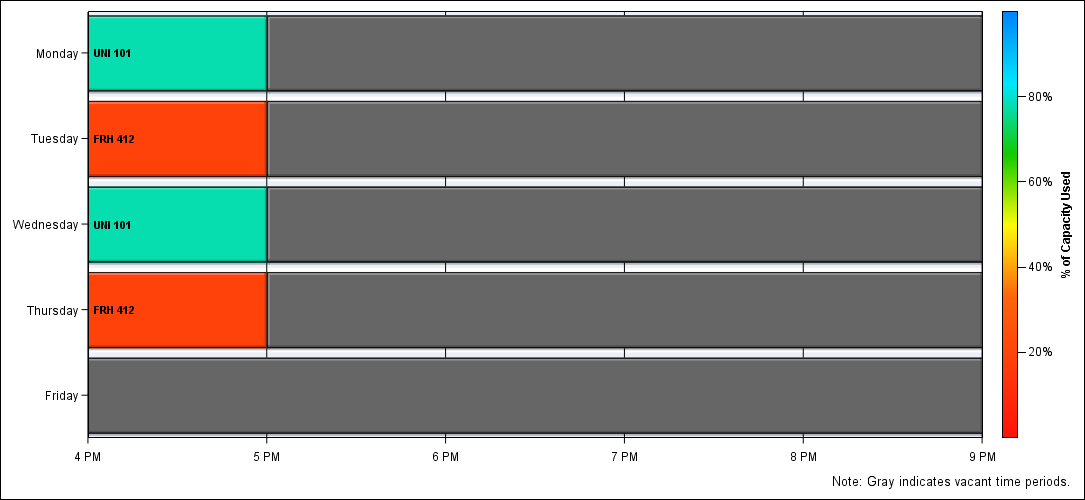 Monday
UNI 101
Tuesday
FRH 412
Wednesday
UNI 101
Thursday
FRH 412
Friday
4 PM 5 PM 6 PM 7 PM 8 PM 9 PM
80%
60%
40%
20%
% of Capacity Used
Note: Gray indicates vacant time periods.